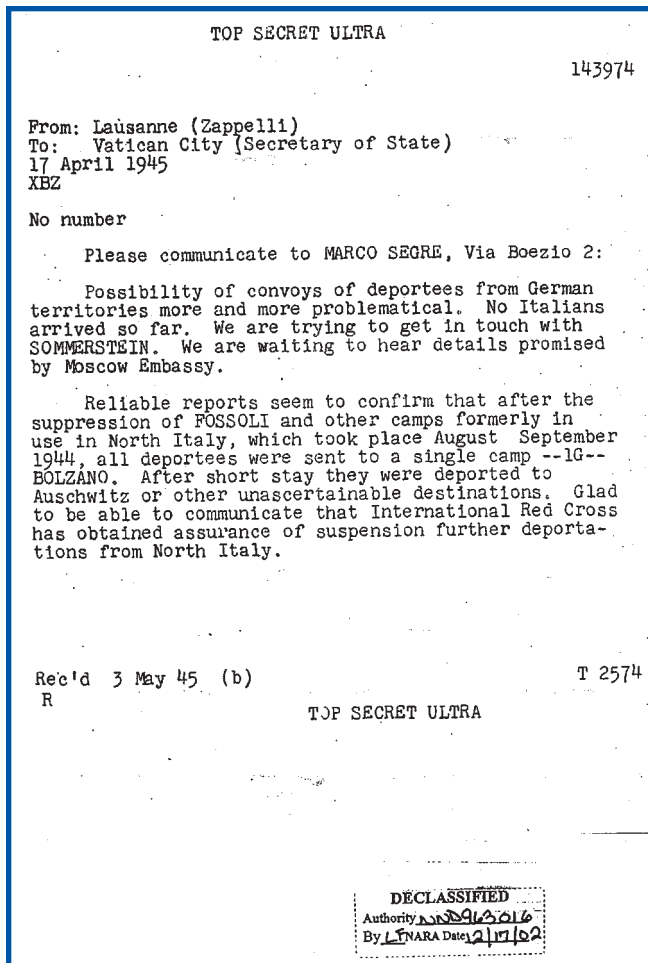 TOP SECRET ULTRA
143974
From: Lausanne (Zappelli)
To: Vatican City (Secretary of State)
17 April 1945
XBZ
No number
Please communicate to MARCO SEGRE, Via Boezio 2:
Possibility of convoys of deportees from German
territories more and more problematical. No Italians
arrived so far. We are trying to get in touch with
SOMMERSTEIN. We are waiting to hear details promised
by Moscow Embassy.
Reliable reports seem to confirm that after the
suppression of FOSSOLI and other camps formerly in
use in North Italy, which took place August September
1944, all deportees were sent to a single camp --1G--
BOLZANO. After short stay they were deported to
Auschwitz or other unascertainable destinations. Glad
to be able to communicate that International Red Cross
has obtained assurance of suspension further deporta-
tions from North Italy.
Rec'd 3 May 45 (b)
T 2574
R
TOP SECRET ULTRA
DECLASSIFIED
Authority NND963016
By LF NARA Date 12/17/02